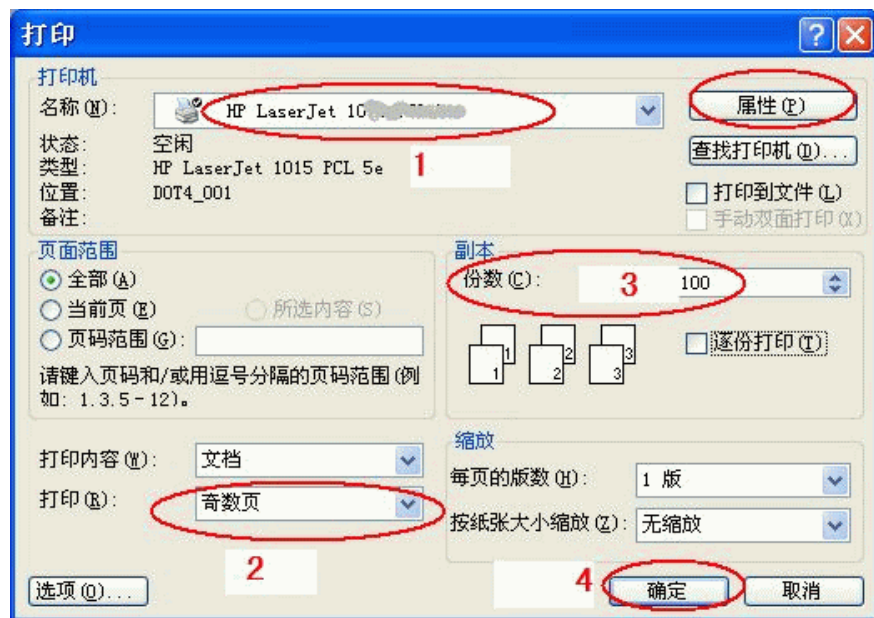 打印
打印机
名称(N): HP LaserJet 10 属性(P)
状态: 空闲 1 查找打印机(D)...
类型: HP LaserJet 1015 PCL 5e
位置: DOT4_001 打印到文件(L)
备注: 手动双面打印(X)
页面范围 副本
全部(A) 份数(C): 3 100
当前页(E) 所选内容(S)
页码范围(G): 逐份打印(T)
1 1 2 2 3 3
请键入页码和/或用逗号分隔的页码范围(例
如: 1.3.5-12)。
缩放
打印内容(W): 文档 每页的版数(H): 1 版
打印(R): 奇数页 按纸张大小缩放(Z): 无缩放
2
选项(O)... 4 确定 取消